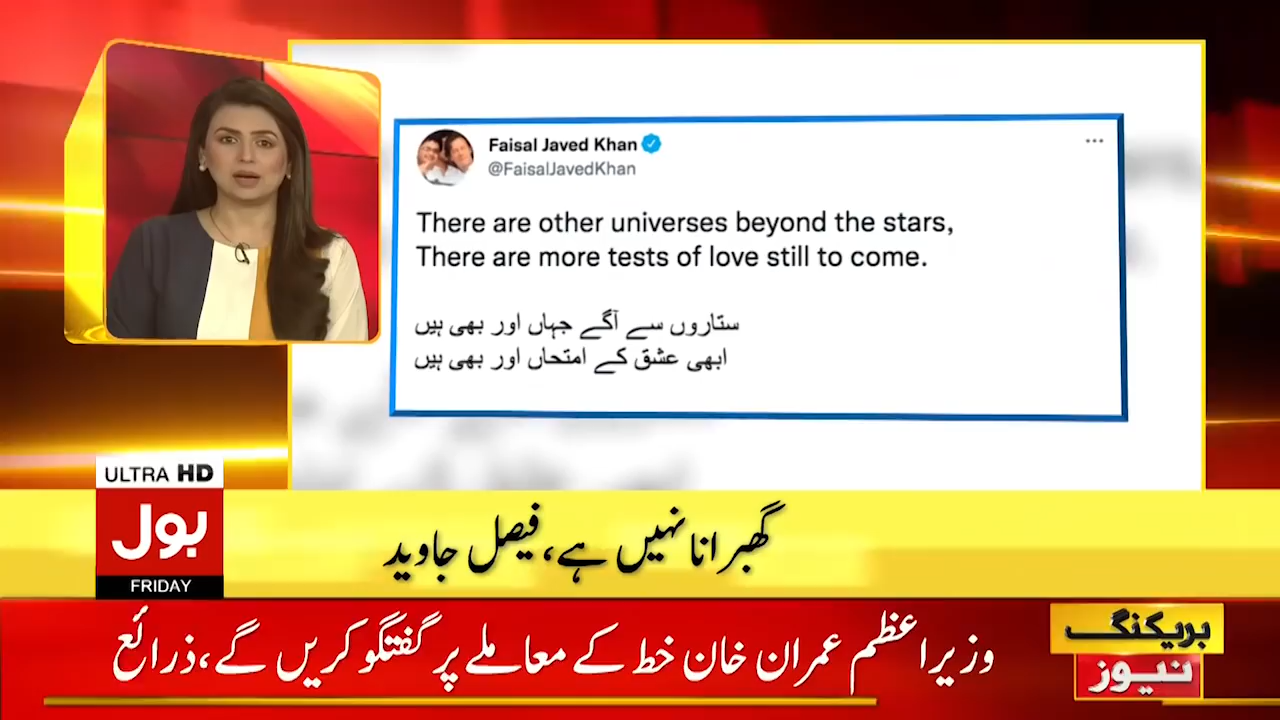 Faisal Javed Khan
@FaisalJavedKhan
There are other universes beyond the stars,
There are more tests of love still to come.
ستاروں سے آگے جہاں اور بھی ہیں
ابھی عشق کے امتحاں اور بھی ہیں
ULTRA HD
بول
FRIDAY
گھبرانا نہیں ہے، فیصل جاوید
وزیراعظم عمران خان خط کے معاملے پر گفتگو کریں گے، ذرائع
بریکنگ
نیوز